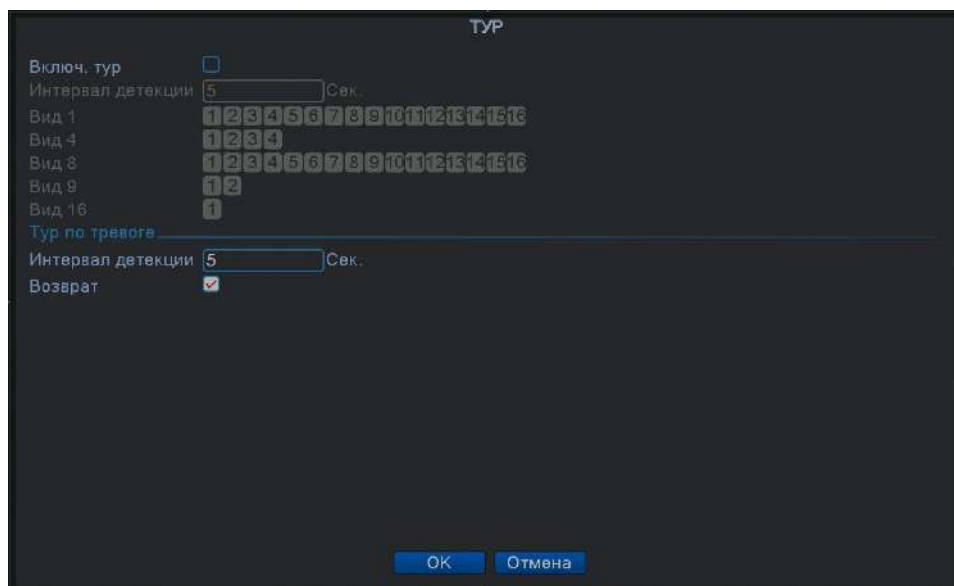 ТУР
Включ. тур
Интервал детекции 5 Сек.
Вид 1 1 2 3 4 5 6 7 8 9 10 11 12 13 14 15 16
Вид 4 1 2 3 4
Вид 8 1 2 3 4 5 6 7 8 9 10 11 12 13 14 15 16
Вид 9 1 2
Вид 16 1
Тур по тревоге
Интервал детекции 5 Сек.
Возврат
OK Отмена